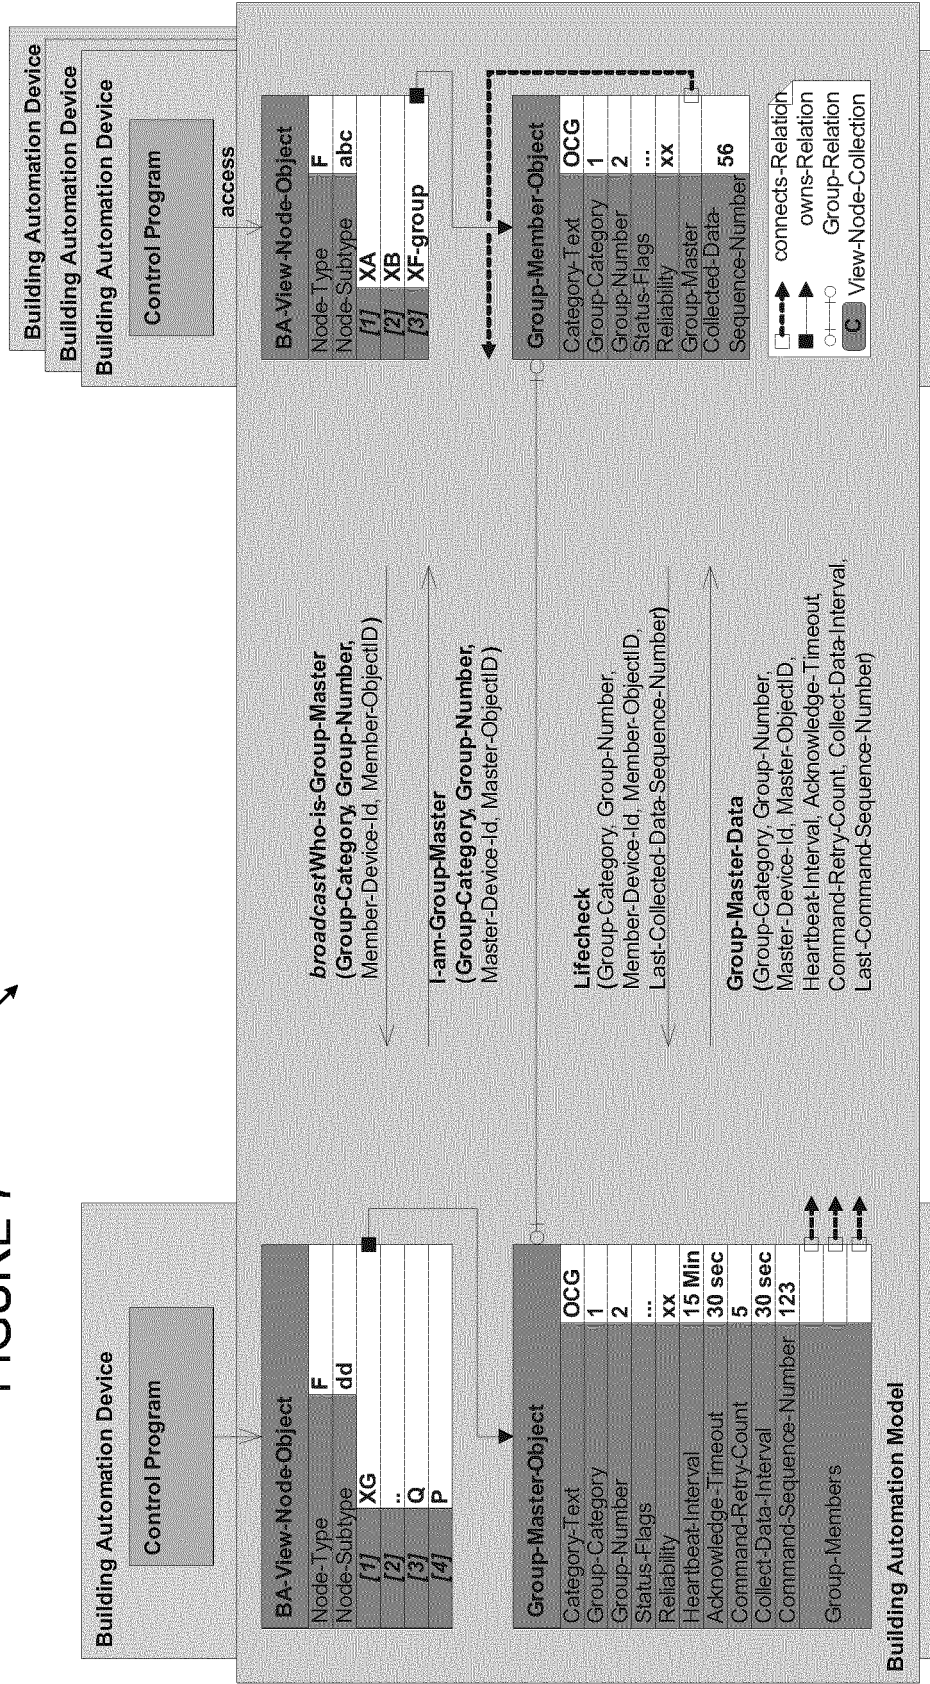 FIGURE 7
Building Automation Device
Control Program
BA-View-Node-Object
Node-Type F
Node-Subtype dd
[1] XG
[2] ..
[3] Q
[4] P
Group-Master-Object
Category-Text OCG
Group-Category 1
Group-Number 2
Status-Flags ...
Reliability xx
Heartbeat-Interval 15 Min
Acknowledge-Timeout 30 sec
Command-Retry-Count 5
Collect-Data-Interval 30 sec
Command-Sequence-Number 123
Group-Members
Building Automation Model
broadcastWho-is-Group-Master
(Group-Category, Group-Number,
Member-Device-Id, Member-ObjectID)
I-am-Group-Master
(Group-Category, Group-Number,
Master-Device-Id, Master-ObjectID)
Lifecheck
(Group-Category, Group-Number,
Member-Device-Id, Member-ObjectID,
Last-Collected-Data-Sequence-Number)
Group-Master-Data
(Group-Category, Group-Number,
Master-Device-Id, Master-ObjectID,
Heartbeat-Interval, Acknowledge-Timeout,
Command-Retry-Count, Collect-Data-Interval,
Last-Command-Sequence-Number)
Building Automation Device
Building Automation Device
Building Automation Device
Control Program
access
BA-View-Node-Object
Node-Type F
Node-Subtype abc
[1] XA
[2] XB
[3] XF-group
Group-Member-Object
Category-Text OCG
Group-Category 1
Group-Number 2
Status-Flags ...
Reliability xx
Group-Master
Collected-Data-
Sequence-Number 56
connects-Relation
owns-Relation
Group-Relation
C View-Node-Collection